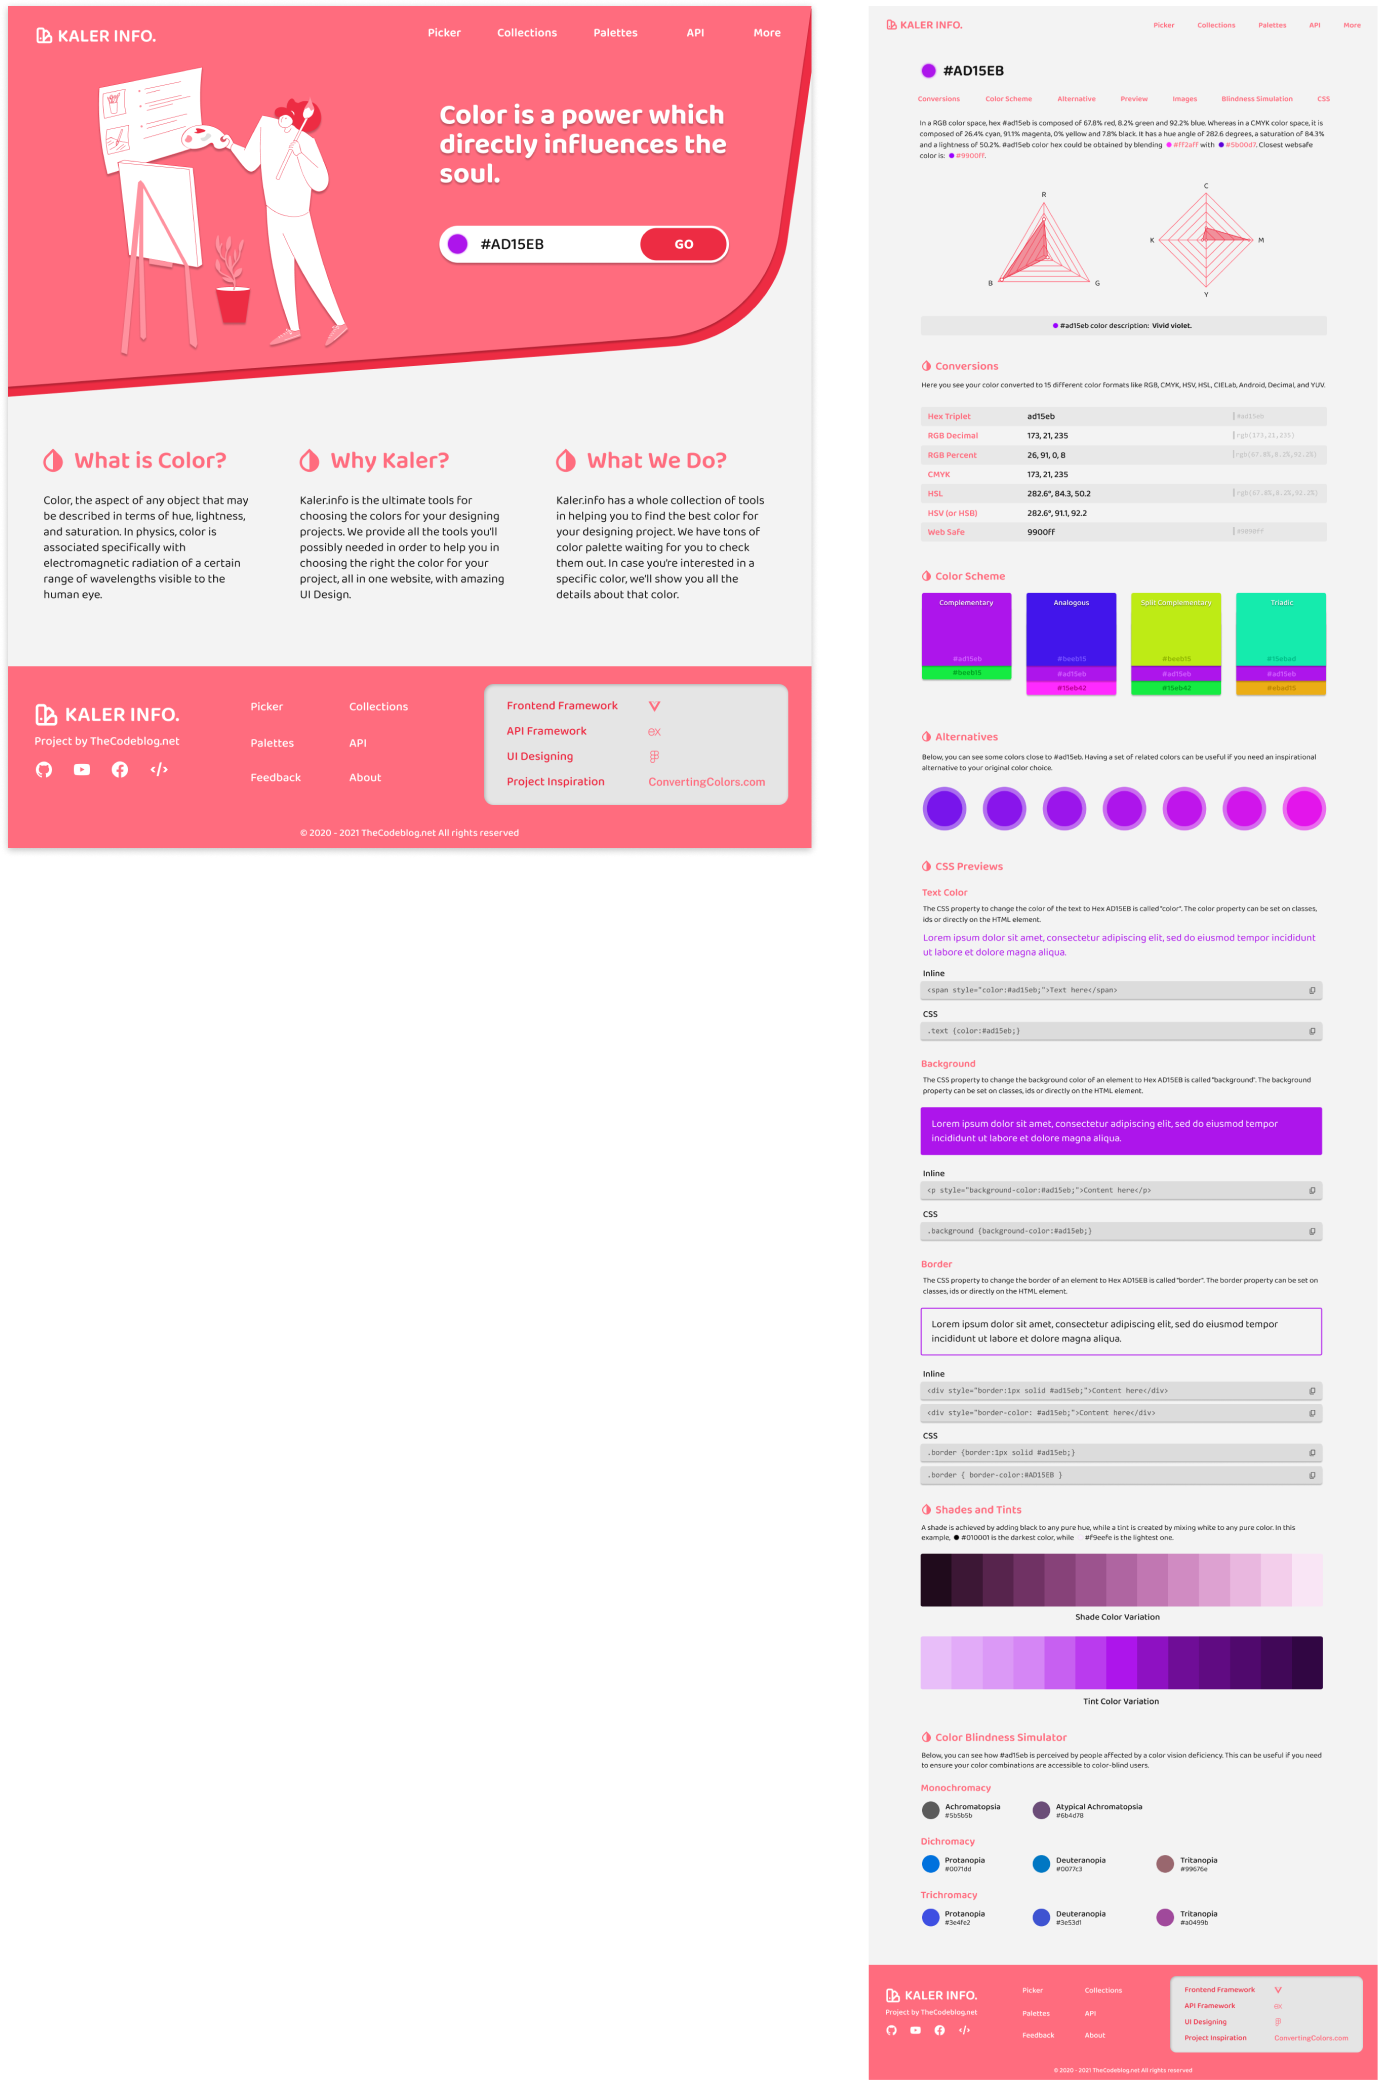 KALER INFO.
Picker Collections Palettes API More
Color is a power which
directly influences the
soul.
#AD15EB GO
What is Color?
Color, the aspect of any object that may
be described in terms of hue, lightness,
and saturation. In physics, color is
associated specifically with
electromagnetic radiation of a certain
range of wavelengths visible to the
human eye.
Why Kaler?
Kaler.info is the ultimate tools for
choosing the colors for your designing
projects. We provide all the tools you'll
possibly needed in order to help you in
choosing the right the color for your
project, all in one website, with amazing
UI Design.
What We Do?
Kaler.info has a whole collection of tools
in helping you to find the best color for
your designing project. We have tons of
color palette waiting for you to check
them out. In case you're interested in a
specific color, we'll show you all the
details about that color.
KALER INFO.
Project by TheCodeblog.net
Picker Collections
Palettes API
Feedback About
Frontend Framework
API Framework ex
UI Designing
Project Inspiration ConvertingColors.com
© 2020 - 2021 TheCodeblog.net All rights reserved
KALER INFO.
Picker Collections Palettes API More
#AD15EB
Conversions Color Scheme Alternative Preview Images Blindness Simulation CSS
In a RGB color space, hex #ad15eb is composed of 67.8% red, 8.2% green and 92.2% blue. Whereas in a CMYK color space, it is
composed of 26.4% cyan, 91.1% magenta, 0% yellow and 7.8% black. It has a hue angle of 282.6 degrees, a saturation of 84.3%
and a lightness of 50.2%. #ad15eb color hex could be obtained by blending #ff2aff with #5b00d7. Closest websafe
color is: #9900ff.
R
B
G
C
K
M
Y
#ad15eb color description: Vivid violet.
Conversions
Here you see your color converted to 15 different color formats like RGB, CMYK, HSV, HSL, CIELab, Android, Decimal, and YUV.
Hex Triplet ad15eb #ad15eb
RGB Decimal 173, 21, 235 rgb(173,21,235)
RGB Percent 26, 91, 0, 8 rgb(67.8%,8.2%,92.2%)
CMYK 173, 21, 235
HSL 282.6°, 84.3, 50.2 rgb(67.8%,8.2%,92.2%)
HSV (or HSB) 282.6°, 91.1, 92.2
Web Safe 9900ff
Color Scheme
Complementary
#ad15eb
#beeb15
Analogous
#beeb15
#ad15eb
#15eb42
Split Complementary
#beeb15
#ad15eb
#15eb42
Triadic
#15ebad
#ad15eb
#ebad15
Alternatives
Below, you can see some colors close to #ad15eb. Having a set of related colors can be useful if you need an inspirational
alternative to your original color choice.
CSS Previews
Text Color
The CSS property to change the color of the text to Hex AD15EB is called "color". The color property can be set on classes,
ids or directly on the HTML element.
Lorem ipsum dolor sit amet, consectetur adipiscing elit, sed do eiusmod tempor incididunt
ut labore et dolore magna aliqua.
Inline
<span style="color:#ad15eb;">Text here</span>
CSS
.text {color:#ad15eb;}
Background
The CSS property to change the background color of an element to Hex AD15EB is called "background". The background
property can be set on classes, ids or directly on the HTML element.
Lorem ipsum dolor sit amet, consectetur adipiscing elit, sed do eiusmod tempor
incididunt ut labore et dolore magna aliqua.
Inline
<p style="background-color:#ad15eb;">Content here</p>
CSS
.background {background-color:#ad15eb;}
Border
The CSS property to change the border of an element to Hex AD15EB is called "border". The border property can be set on
classes, ids or directly on the HTML element.
Lorem ipsum dolor sit amet, consectetur adipiscing elit, sed do eiusmod tempor
incididunt ut labore et dolore magna aliqua.
Inline
<div style="border:1px solid #ad15eb;">Content here</div>
<div style="border-color: #ad15eb;">Content here</div>
CSS
.border {border:1px solid #ad15eb;}
.border { border-color:#AD15EB }
Shades and Tints
A shade is achieved by adding black to any pure hue, while a tint is created by mixing white to any pure color. In this
example, #010001 is the darkest color, while #f9eefe is the lightest one.
Shade Color Variation
Tint Color Variation
Color Blindness Simulator
Below, you can see how #ad15eb is perceived by people affected by a color vision deficiency. This can be useful if you need
to ensure your color combinations are accessible to color-blind users.
Monochromacy
Achromatopsia Atypical Achromatopsia
#5b5b5b #6b4d78
Dichromacy
Protanopia Deuteranopia Tritanopia
#0071dd #0077c3 #99676e
Trichromacy
Protanopia Deuteranopia Tritanopia
#3e4fe2 #3e53d1 #a0499b
KALER INFO.
Project by TheCodeblog.net
Picker Collections
Palettes API
Feedback About
Frontend Framework
API Framework ex
UI Designing
Project Inspiration ConvertingColors.com
© 2020 - 2021 TheCodeblog.net All rights reserved